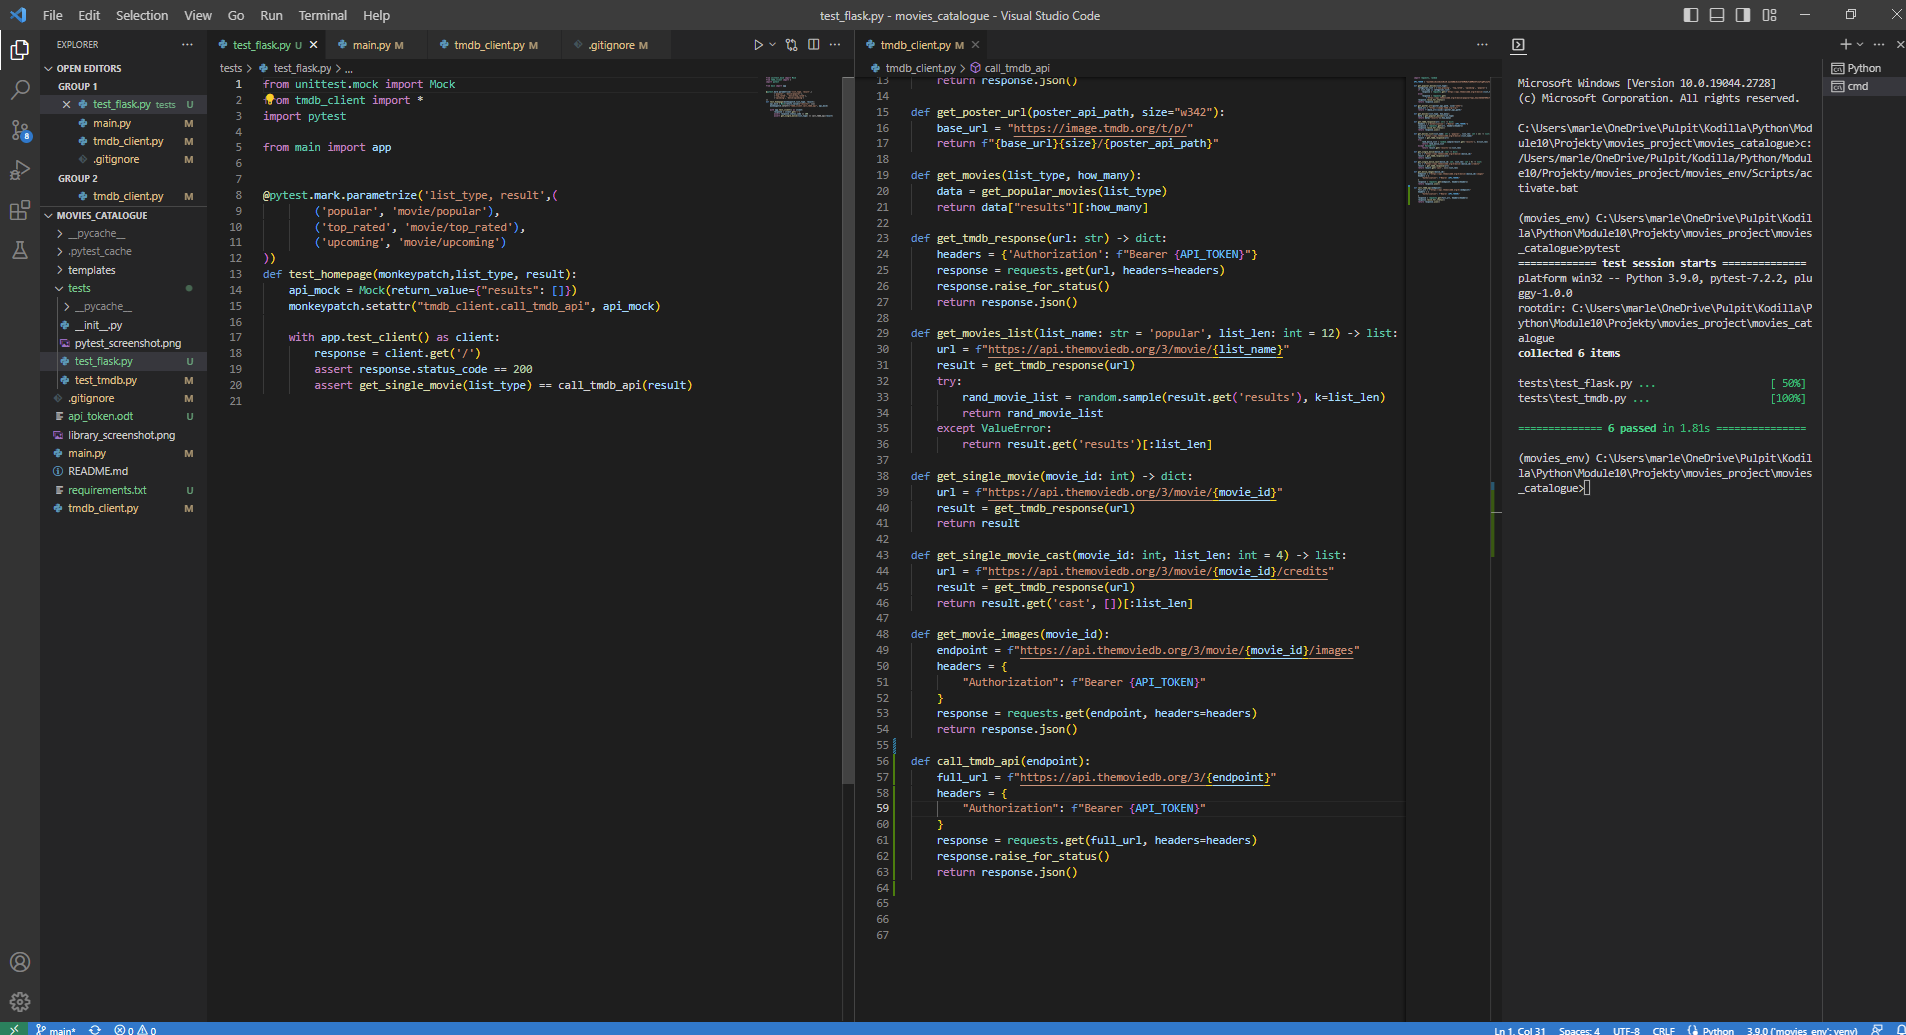 File Edit Selection View Go Run Terminal Help
test_flask.py - movies_catalogue - Visual Studio Code
EXPLORER
OPEN EDITORS
GROUP 1
test_flask.py tests U
main.py M
tmdb_client.py M
.gitignore M
GROUP 2
tmdb_client.py M
MOVIES_CATALOGUE
__pycache__
.pytest_cache
templates
tests
__pycache__
__init__.py
pytest_screenshot.png
test_flask.py U
test_tmdb.py M
.gitignore M
api_token.odt U
library_screenshot.png
main.py M
README.md
requirements.txt U
tmdb_client.py M
8
test_flask.py U
main.py M
tmdb_client.py M
.gitignore M
tests > test_flask.py > ...
1 from unittest.mock import Mock
2 from tmdb_client import *
3 import pytest
4
5 from main import app
6
7
8 @pytest.mark.parametrize('list_type, result',(
9 ('popular', 'movie/popular'),
10 ('top_rated', 'movie/top_rated'),
11 ('upcoming', 'movie/upcoming')
12 ))
13 def test_homepage(monkeypatch,list_type, result):
14 api_mock = Mock(return_value={"results": []})
15 monkeypatch.setattr("tmdb_client.call_tmdb_api", api_mock)
16
17 with app.test_client() as client:
18 response = client.get('/')
19 assert response.status_code == 200
20 assert get_single_movie(list_type) == call_tmdb_api(result)
21
tmdb_client.py M
tmdb_client.py > call_tmdb_api
13 return response.json()
14
15 def get_poster_url(poster_api_path, size="w342"):
16 base_url = "https://image.tmdb.org/t/p/"
17 return f"{base_url}{size}/{poster_api_path}"
18
19 def get_movies(list_type, how_many):
20 data = get_popular_movies(list_type)
21 return data["results"][:how_many]
22
23 def get_tmdb_response(url: str) -> dict:
24 headers = {'Authorization': f"Bearer {API_TOKEN}"}
25 response = requests.get(url, headers=headers)
26 response.raise_for_status()
27 return response.json()
28
29 def get_movies_list(list_name: str = 'popular', list_len: int = 12) -> list:
30 url = f"https://api.themoviedb.org/3/movie/{list_name}"
31 result = get_tmdb_response(url)
32 try:
33 rand_movie_list = random.sample(result.get('results'), k=list_len)
34 return rand_movie_list
35 except ValueError:
36 return result.get('results')[:list_len]
37
38 def get_single_movie(movie_id: int) -> dict:
39 url = f"https://api.themoviedb.org/3/movie/{movie_id}"
40 result = get_tmdb_response(url)
41 return result
42
43 def get_single_movie_cast(movie_id: int, list_len: int = 4) -> list:
44 url = f"https://api.themoviedb.org/3/movie/{movie_id}/credits"
45 result = get_tmdb_response(url)
46 return result.get('cast', [])[:list_len]
47
48 def get_movie_images(movie_id):
49 endpoint = f"https://api.themoviedb.org/3/movie/{movie_id}/images"
50 headers = {
51 "Authorization": f"Bearer {API_TOKEN}"
52 }
53 response = requests.get(endpoint, headers=headers)
54 return response.json()
55
56 def call_tmdb_api(endpoint):
57 full_url = f"https://api.themoviedb.org/3/{endpoint}"
58 headers = {
59 "Authorization": f"Bearer {API_TOKEN}"
60 }
61 response = requests.get(full_url, headers=headers)
62 response.raise_for_status()
63 return response.json()
64
65
66
67
Microsoft Windows [Version 10.0.19044.2728]
(c) Microsoft Corporation. All rights reserved.
C:\Users\marle\OneDrive\Pulpit\Kodilla\Python\Mod
ule10\Projekty\movies_project\movies_catalogue>c:
/Users/marle/OneDrive/Pulpit/Kodilla/Python/Modul
e10/Projekty/movies_project/movies_env/Scripts/ac
tivate.bat
(movies_env) C:\Users\marle\OneDrive\Pulpit\Kodil
la\Python\Module10\Projekty\movies_project\movies
_catalogue>pytest
============= test session starts ==============
platform win32 -- Python 3.9.0, pytest-7.2.2, plu
ggy-1.0.0
rootdir: C:\Users\marle\OneDrive\Pulpit\Kodilla\P
ython\Module10\Projekty\movies_project\movies_cat
alogue
collected 6 items
tests\test_flask.py ... [ 50%]
tests\test_tmdb.py ... [100%]
============== 6 passed in 1.81s ===============
(movies_env) C:\Users\marle\OneDrive\Pulpit\Kodil
la\Python\Module10\Projekty\movies_project\movies
_catalogue>
Python
cmd
main* 0 0
Ln 1, Col 31 Spaces: 4 UTF-8 CRLF Python 3.9.0 ('movies_env': venv)